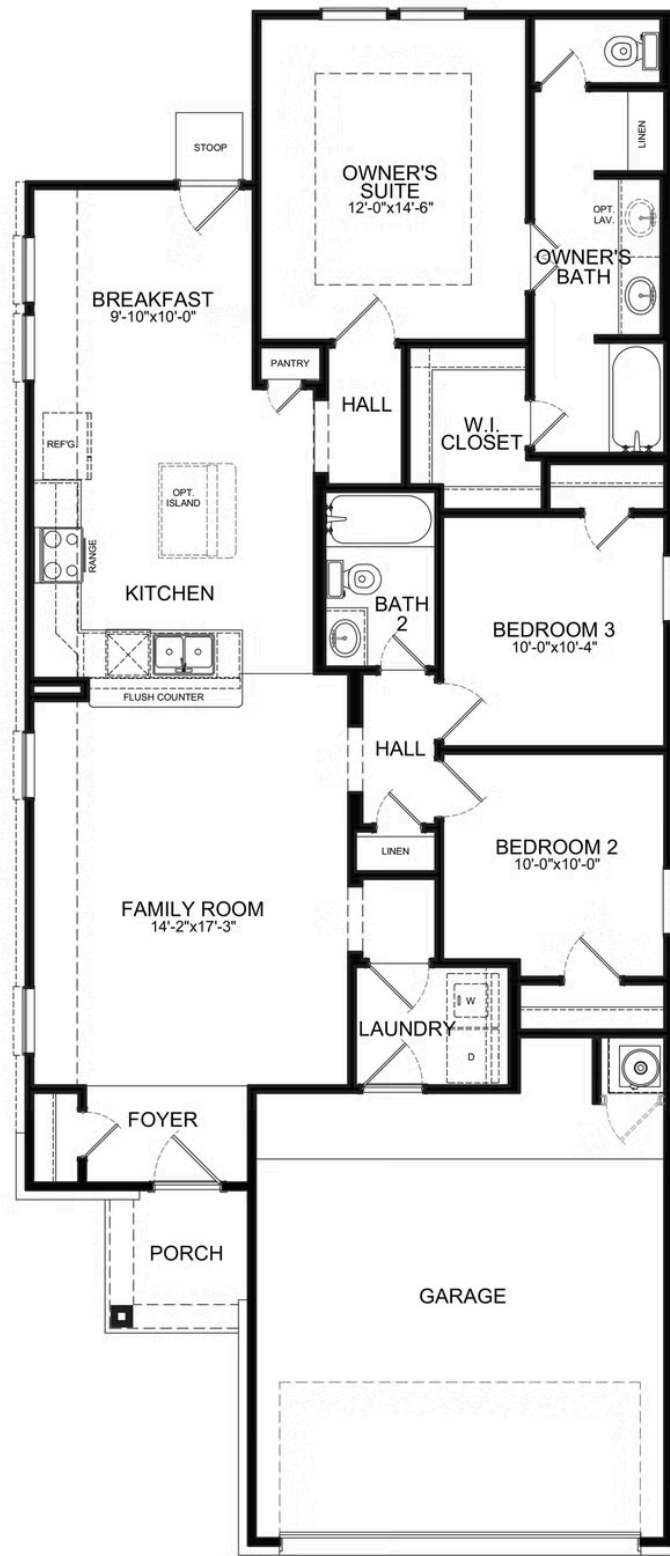 STOOP
OWNER'S
SUITE
12'-0"x14'-6"
LINEN
OPT.
LAV.
OWNER'S
BATH
BREAKFAST
9'-10"x10'-0"
PANTRY
HALL
W.I.
CLOSET
REF'G.
OPT.
ISLAND
RANGE
KITCHEN
BATH
2
BEDROOM 3
10'-0"x10'-4"
FLUSH COUNTER
HALL
LINEN
BEDROOM 2
10'-0"x10'-0"
FAMILY ROOM
14'-2"x17'-3"
LAUNDRY
W
D
FOYER
PORCH
GARAGE